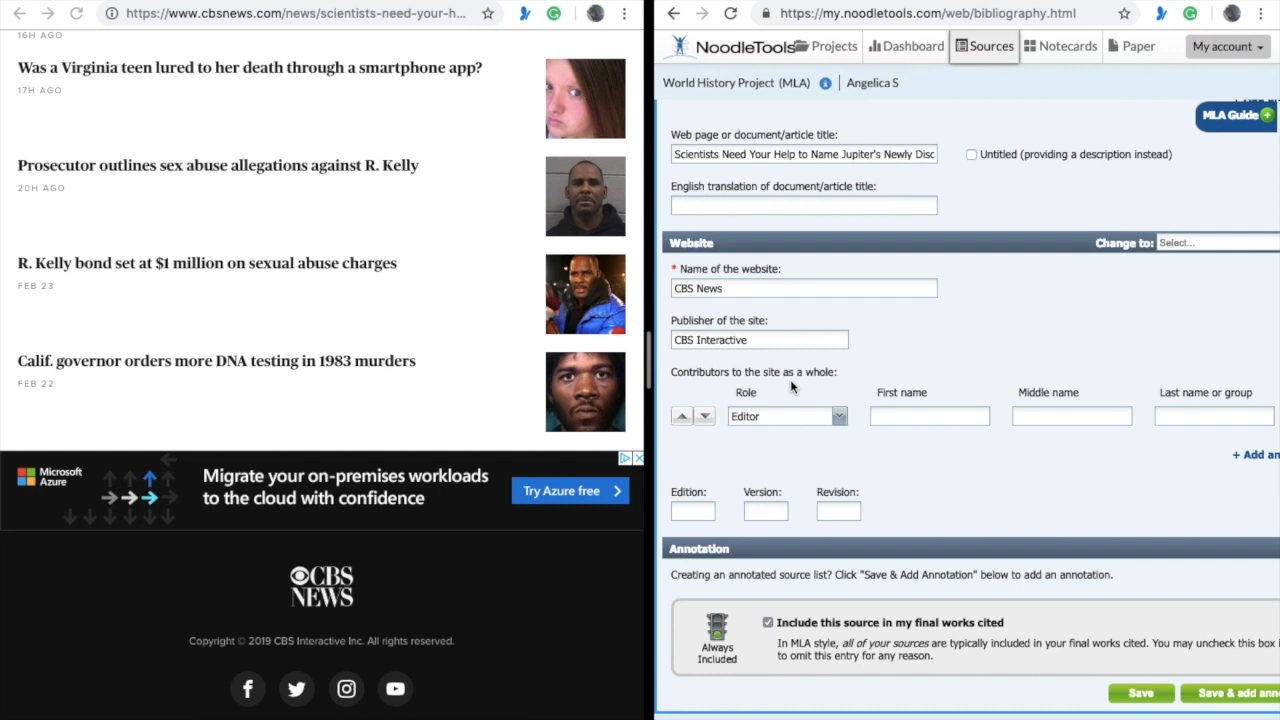 https://www.cbsnews.com/news/scientists-need-your-h...
16H AGO
Was a Virginia teen lured to her death through a smartphone app?
17H AGO
Prosecutor outlines sex abuse allegations against R. Kelly
20H AGO
R. Kelly bond set at $1 million on sexual abuse charges
FEB 23
Calif. governor orders more DNA testing in 1983 murders
FEB 22
Microsoft
Azure
Migrate your on-premises workloads
to the cloud with confidence
Try Azure free
CBS
NEWS
Copyright © 2019 CBS Interactive Inc. All rights reserved.
https://my.noodletools.com/web/bibliography.html
NoodleTools Projects Dashboard Sources Notecards Paper My account
World History Project (MLA) Angelica S
MLA Guide
Web page or document/article title:
Scientists Need Your Help to Name Jupiter's Newly Disc
Untitled (providing a description instead)
English translation of document/article title:
Website Change to: Select...
* Name of the website:
CBS News
Publisher of the site:
CBS Interactive
Contributors to the site as a whole:
Role First name Middle name Last name or group
Editor
+ Add an
Edition: Version: Revision:
Annotation
Creating an annotated source list? Click "Save & Add Annotation" below to add an annotation.
Always
Included
Include this source in my final works cited
In MLA style, all of your sources are typically included in your final works cited. You may uncheck this box i
to omit this entry for any reason.
Save Save & add anno